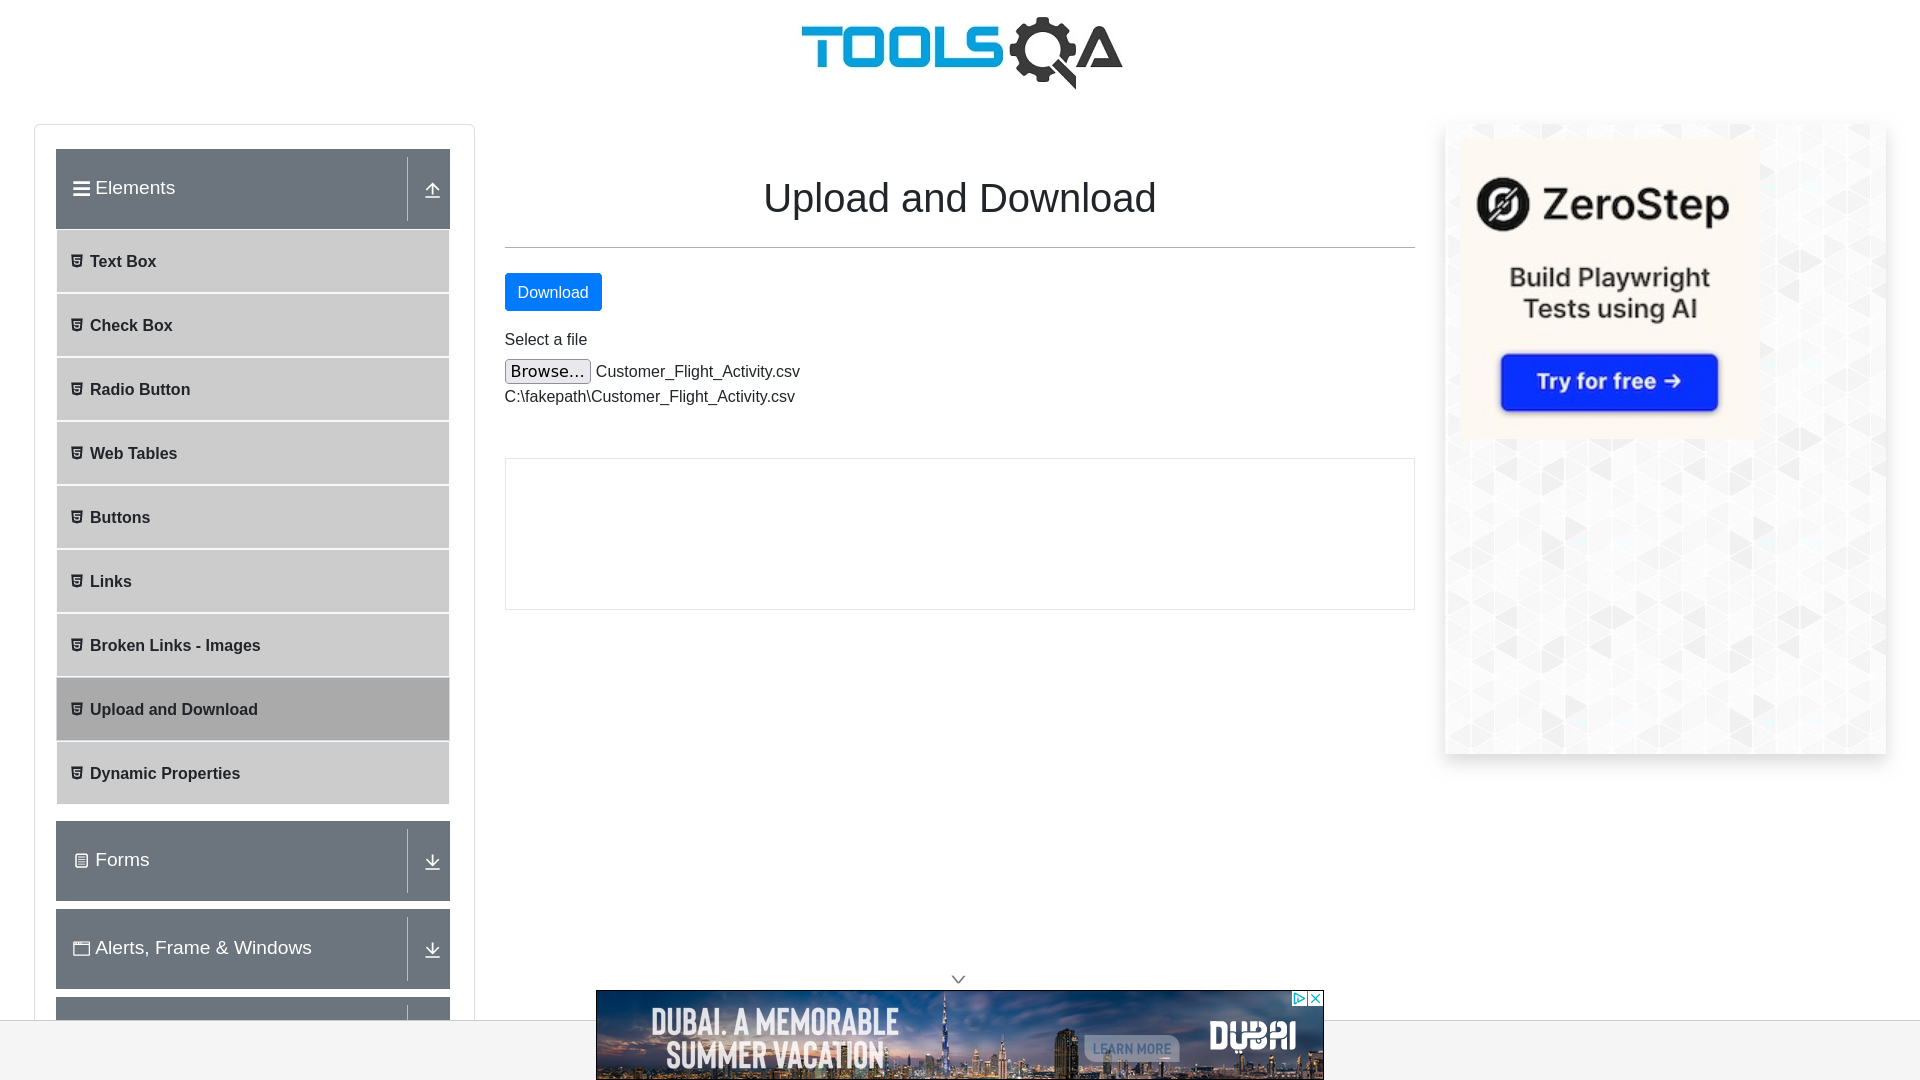 TOOLSQA
Elements
Text Box
Check Box
Radio Button
Web Tables
Buttons
Links
Broken Links - Images
Upload and Download
Dynamic Properties
Forms
Alerts, Frame & Windows
Upload and Download
Download
Select a file
Browse... Customer_Flight_Activity.csv
C:\fakepath\Customer_Flight_Activity.csv
ZeroStep
Build Playwright
Tests using AI
Try for free →
DUBAI. A MEMORABLE
SUMMER VACATION
LEARN MORE
DUBAI